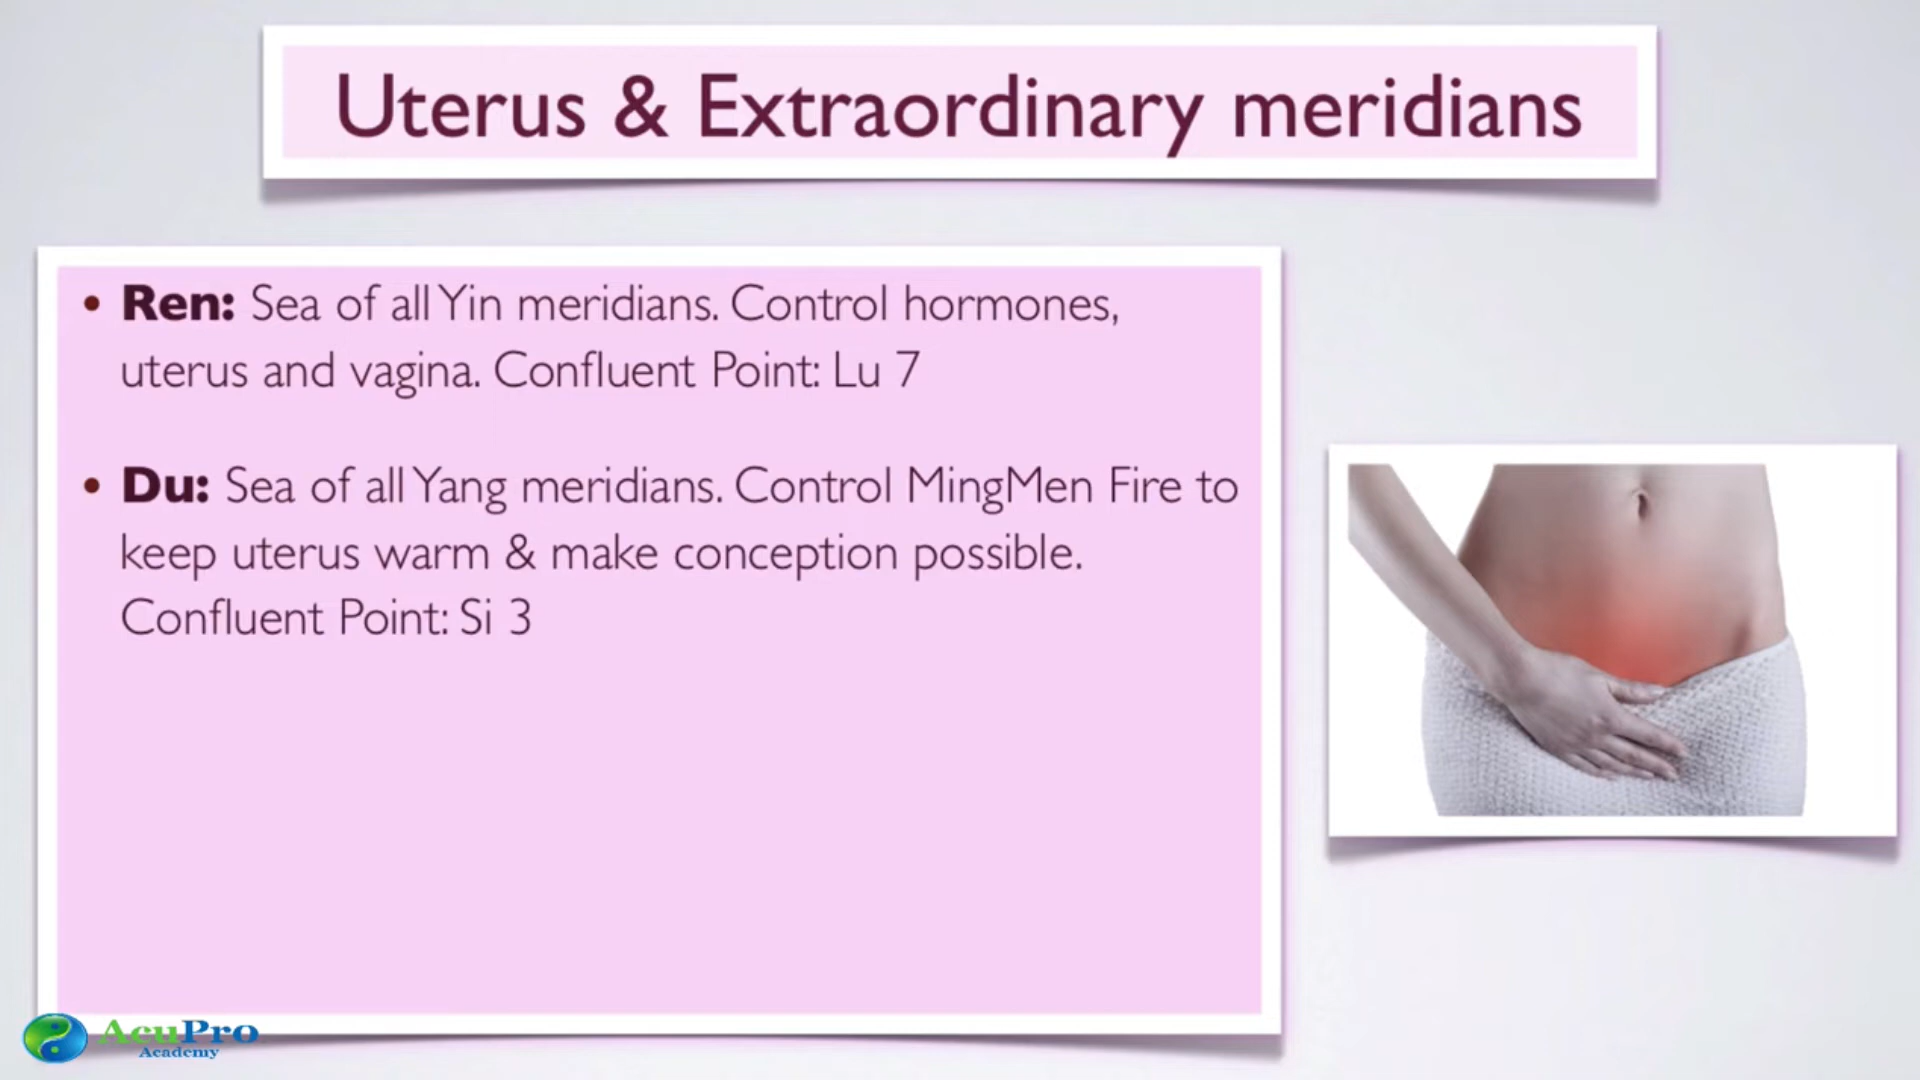 Uterus & Extraordinary meridians
• Ren: Sea of all Yin meridians. Control hormones,
uterus and vagina. Confluent Point: Lu 7
• Du: Sea of all Yang meridians. Control MingMen Fire to
keep uterus warm & make conception possible.
Confluent Point: Si 3
AcuPro
Academy